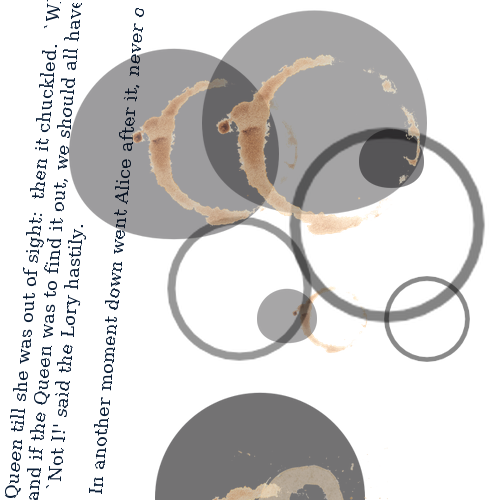 Queen till she was out of sight: then it chuckled. `W
and if the Queen was to find it out, we should all have
`Not I!' said the Lory hastily.
In another moment down went Alice after it, never o